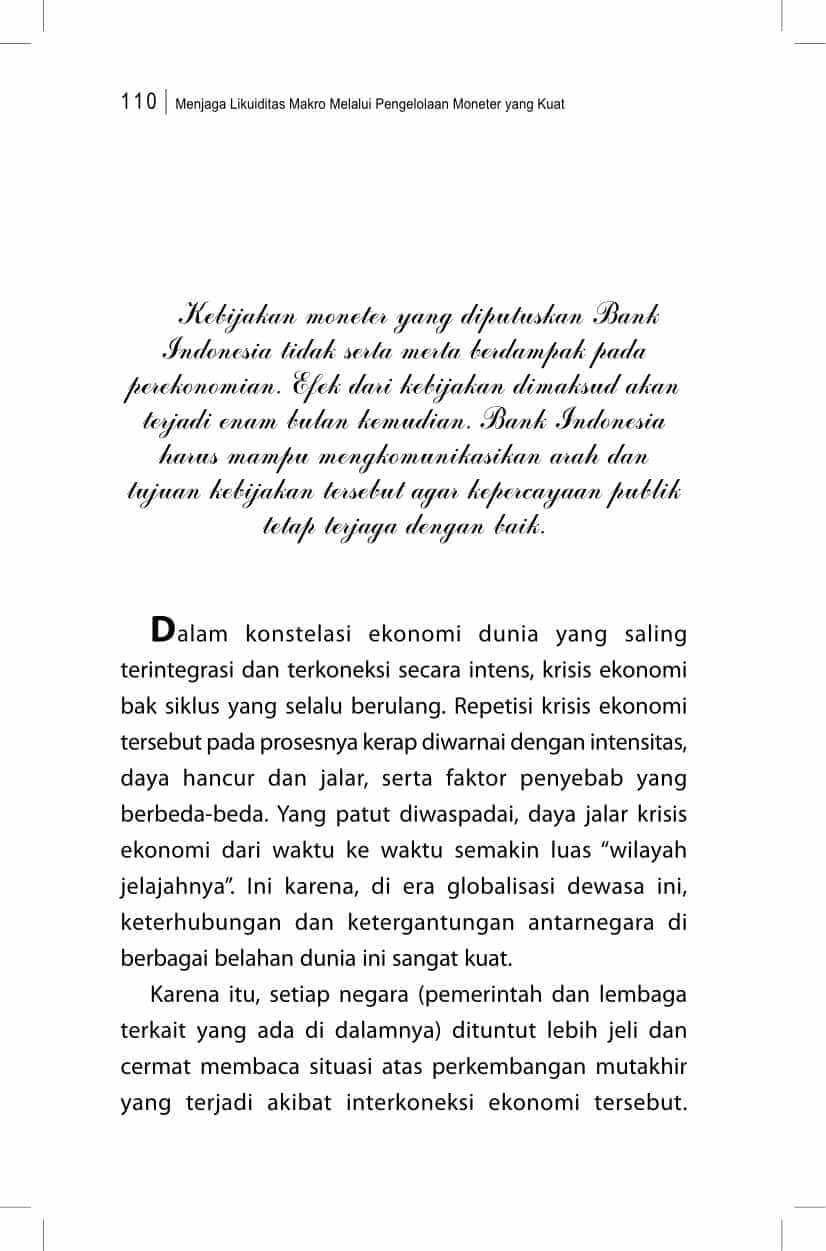 110 | Menjaga Likuiditas Makro Melalui Pengelolaan Moneter yang Kuat
Kebijakan moneter yang diputuskan Bank
Indonesia tidak serta merta berdampak pada
perekonomian. Efek dari kebijakan dimaksud akan
terjadi enam bulan kemudian. Bank Indonesia
harus mampu mengkomunikasikan arah dan
tujuan kebijakan tersebut agar kepercayaan publik
tetap terjaga dengan baik.
Dalam konstelasi ekonomi dunia yang saling
terintegrasi dan terkoneksi secara intens, krisis ekonomi
bak siklus yang selalu berulang. Repetisi krisis ekonomi
tersebut pada prosesnya kerap diwarnai dengan intensitas,
daya hancur dan jalar, serta faktor penyebab yang
berbeda-beda. Yang patut diwaspadai, daya jalar krisis
ekonomi dari waktu ke waktu semakin luas “wilayah
jelajahnya”. Ini karena, di era globalisasi dewasa ini,
keterhubungan dan ketergantungan antarnegara di
berbagai belahan dunia ini sangat kuat.
Karena itu, setiap negara (pemerintah dan lembaga
terkait yang ada di dalamnya) dituntut lebih jeli dan
cermat membaca situasi atas perkembangan mutakhir
yang terjadi akibat interkoneksi ekonomi tersebut.